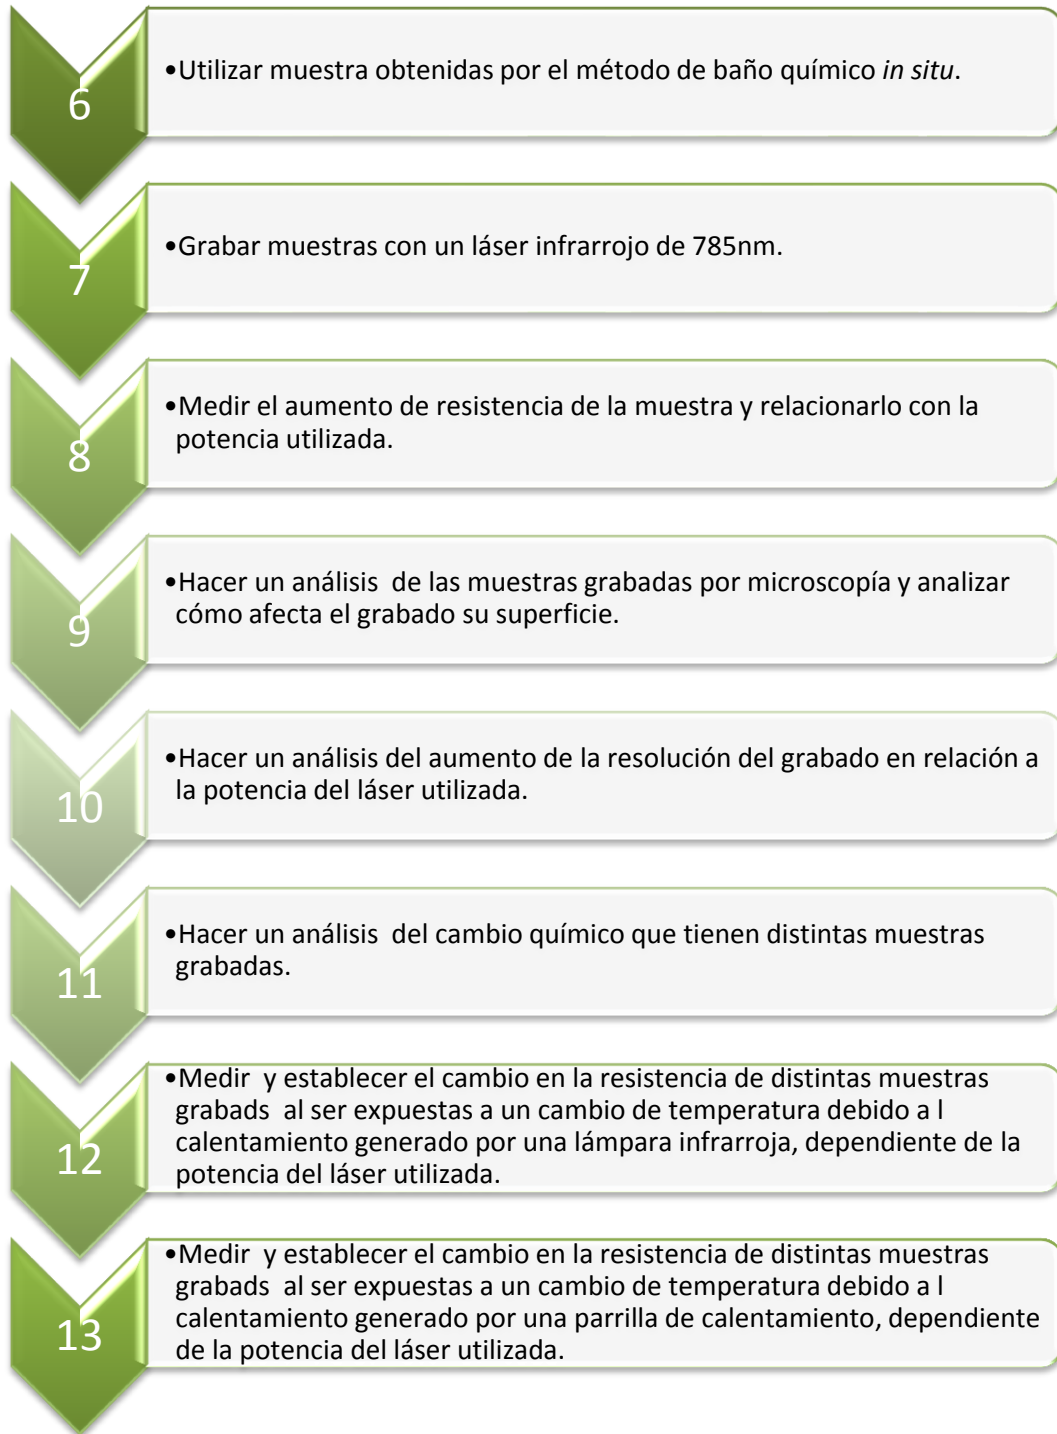 6
•Utilizar muestra obtenidas por el método de baño químico in situ.
7
•Grabar muestras con un láser infrarrojo de 785nm.
8
•Medir el aumento de resistencia de la muestra y relacionarlo con la
potencia utilizada.
9
•Hacer un análisis  de las muestras grabadas por microscopía y analizar
cómo afecta el grabado su superficie.
10
•Hacer un análisis del aumento de la resolución del grabado en relación a
la potencia del láser utilizada.
11
•Hacer un análisis  del cambio químico que tienen distintas muestras
grabadas.
12
•Medir  y establecer el cambio en la resistencia de distintas muestras
grabads  al ser expuestas a un cambio de temperatura debido a l
calentamiento generado por una lámpara infrarroja, dependiente de la
potencia del láser utilizada.
13
•Medir  y establecer el cambio en la resistencia de distintas muestras
grabads  al ser expuestas a un cambio de temperatura debido a l
calentamiento generado por una parrilla de calentamiento, dependiente
de la potencia del láser utilizada.